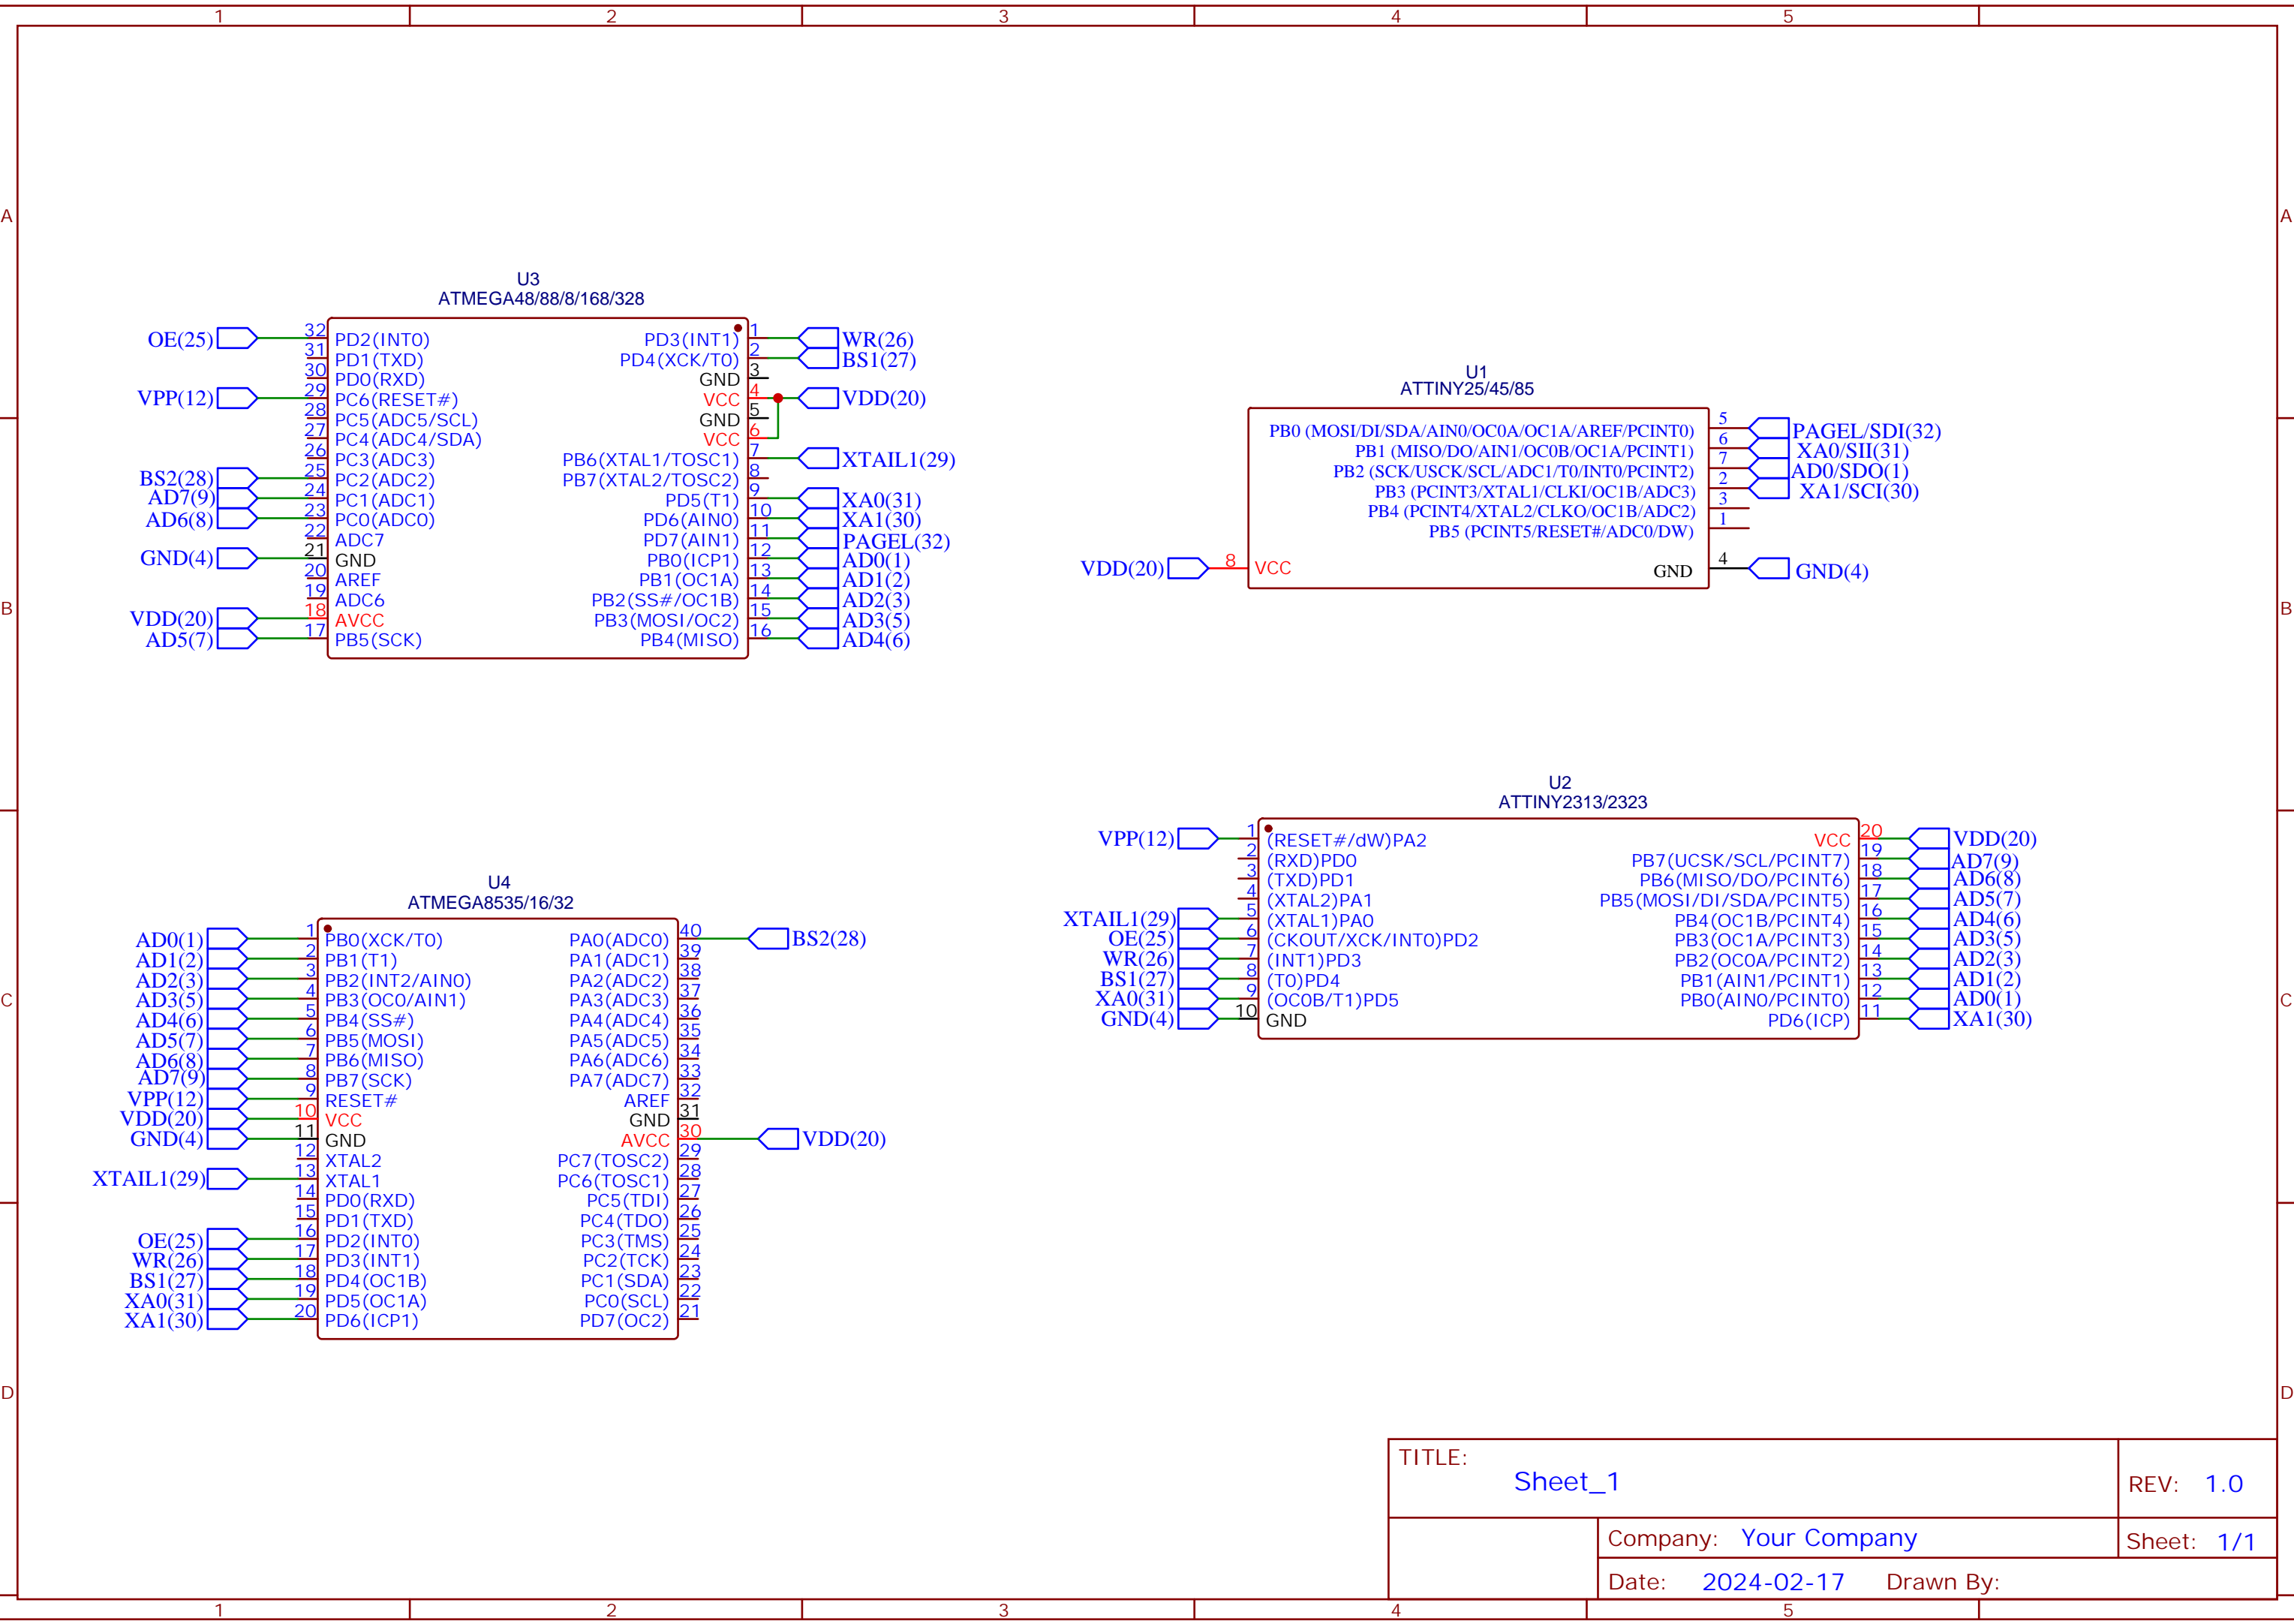 1 2 3 4 5
A A
B B
C C
D D
U3
ATMEGA48/88/8/168/328
OE(25) 32 PD2(INT0) PD3(INT1) 1 WR(26)
31 PD1(TXD) PD4(XCK/T0) 2 BS1(27)
30 PD0(RXD) GND 3
VPP(12) 29 PC6(RESET#) VCC 4 VDD(20)
28 PC5(ADC5/SCL) GND 5
27 PC4(ADC4/SDA) VCC 6
26 PC3(ADC3) PB6(XTAL1/TOSC1) 7 XTAIL1(29)
BS2(28) 25 PC2(ADC2) PB7(XTAL2/TOSC2) 8
AD7(9) 24 PC1(ADC1) PD5(T1) 9 XA0(31)
AD6(8) 23 PC0(ADC0) PD6(AIN0) 10 XA1(30)
22 ADC7 PD7(AIN1) 11 PAGEL(32)
GND(4) 21 GND PB0(ICP1) 12 AD0(1)
20 AREF PB1(OC1A) 13 AD1(2)
19 ADC6 PB2(SS#/OC1B) 14 AD2(3)
VDD(20) 18 AVCC PB3(MOSI/OC2) 15 AD3(5)
AD5(7) 17 PB5(SCK) PB4(MISO) 16 AD4(6)
U1
ATTINY25/45/85
PB0 (MOSI/DI/SDA/AIN0/OC0A/OC1A/AREF/PCINT0) 5 PAGEL/SDI(32)
PB1 (MISO/DO/AIN1/OC0B/OC1A/PCINT1) 6 XA0/SII(31)
PB2 (SCK/USCK/SCL/ADC1/T0/INT0/PCINT2) 7 AD0/SDO(1)
PB3 (PCINT3/XTAL1/CLKI/OC1B/ADC3) 2 XA1/SCI(30)
PB4 (PCINT4/XTAL2/CLKO/OC1B/ADC2) 3
PB5 (PCINT5/RESET#/ADC0/DW) 1
VDD(20) 8 VCC GND 4 GND(4)
U2
ATTINY2313/2323
VPP(12) 1 (RESET#/dW)PA2 VCC 20 VDD(20)
2 (RXD)PD0 PB7(UCSK/SCL/PCINT7) 19 AD7(9)
3 (TXD)PD1 PB6(MISO/DO/PCINT6) 18 AD6(8)
4 (XTAL2)PA1 PB5(MOSI/DI/SDA/PCINT5) 17 AD5(7)
XTAIL1(29) 5 (XTAL1)PA0 PB4(OC1B/PCINT4) 16 AD4(6)
OE(25) 6 (CKOUT/XCK/INT0)PD2 PB3(OC1A/PCINT3) 15 AD3(5)
WR(26) 7 (INT1)PD3 PB2(OC0A/PCINT2) 14 AD2(3)
BS1(27) 8 (T0)PD4 PB1(AIN1/PCINT1) 13 AD1(2)
XA0(31) 9 (OC0B/T1)PD5 PB0(AIN0/PCINT0) 12 AD0(1)
GND(4) 10 GND PD6(ICP) 11 XA1(30)
U4
ATMEGA8535/16/32
AD0(1) 1 PB0(XCK/T0) PA0(ADC0) 40 BS2(28)
AD1(2) 2 PB1(T1) PA1(ADC1) 39
AD2(3) 3 PB2(INT2/AIN0) PA2(ADC2) 38
AD3(5) 4 PB3(OC0/AIN1) PA3(ADC3) 37
AD4(6) 5 PB4(SS#) PA4(ADC4) 36
AD5(7) 6 PB5(MOSI) PA5(ADC5) 35
AD6(8) 7 PB6(MISO) PA6(ADC6) 34
AD7(9) 8 PB7(SCK) PA7(ADC7) 33
VPP(12) 9 RESET# AREF 32
VDD(20) 10 VCC GND 31
GND(4) 11 GND AVCC 30 VDD(20)
12 XTAL2 PC7(TOSC2) 29
XTAIL1(29) 13 XTAL1 PC6(TOSC1) 28
14 PD0(RXD) PC5(TDI) 27
15 PD1(TXD) PC4(TDO) 26
OE(25) 16 PD2(INT0) PC3(TMS) 25
WR(26) 17 PD3(INT1) PC2(TCK) 24
BS1(27) 18 PD4(OC1B) PC1(SDA) 23
XA0(31) 19 PD5(OC1A) PC0(SCL) 22
XA1(30) 20 PD6(ICP1) PD7(OC2) 21
TITLE:
Sheet_1
REV: 1.0
Company: Your Company
Sheet: 1/1
Date: 2024-02-17 Drawn By:
1 2 3 4 5